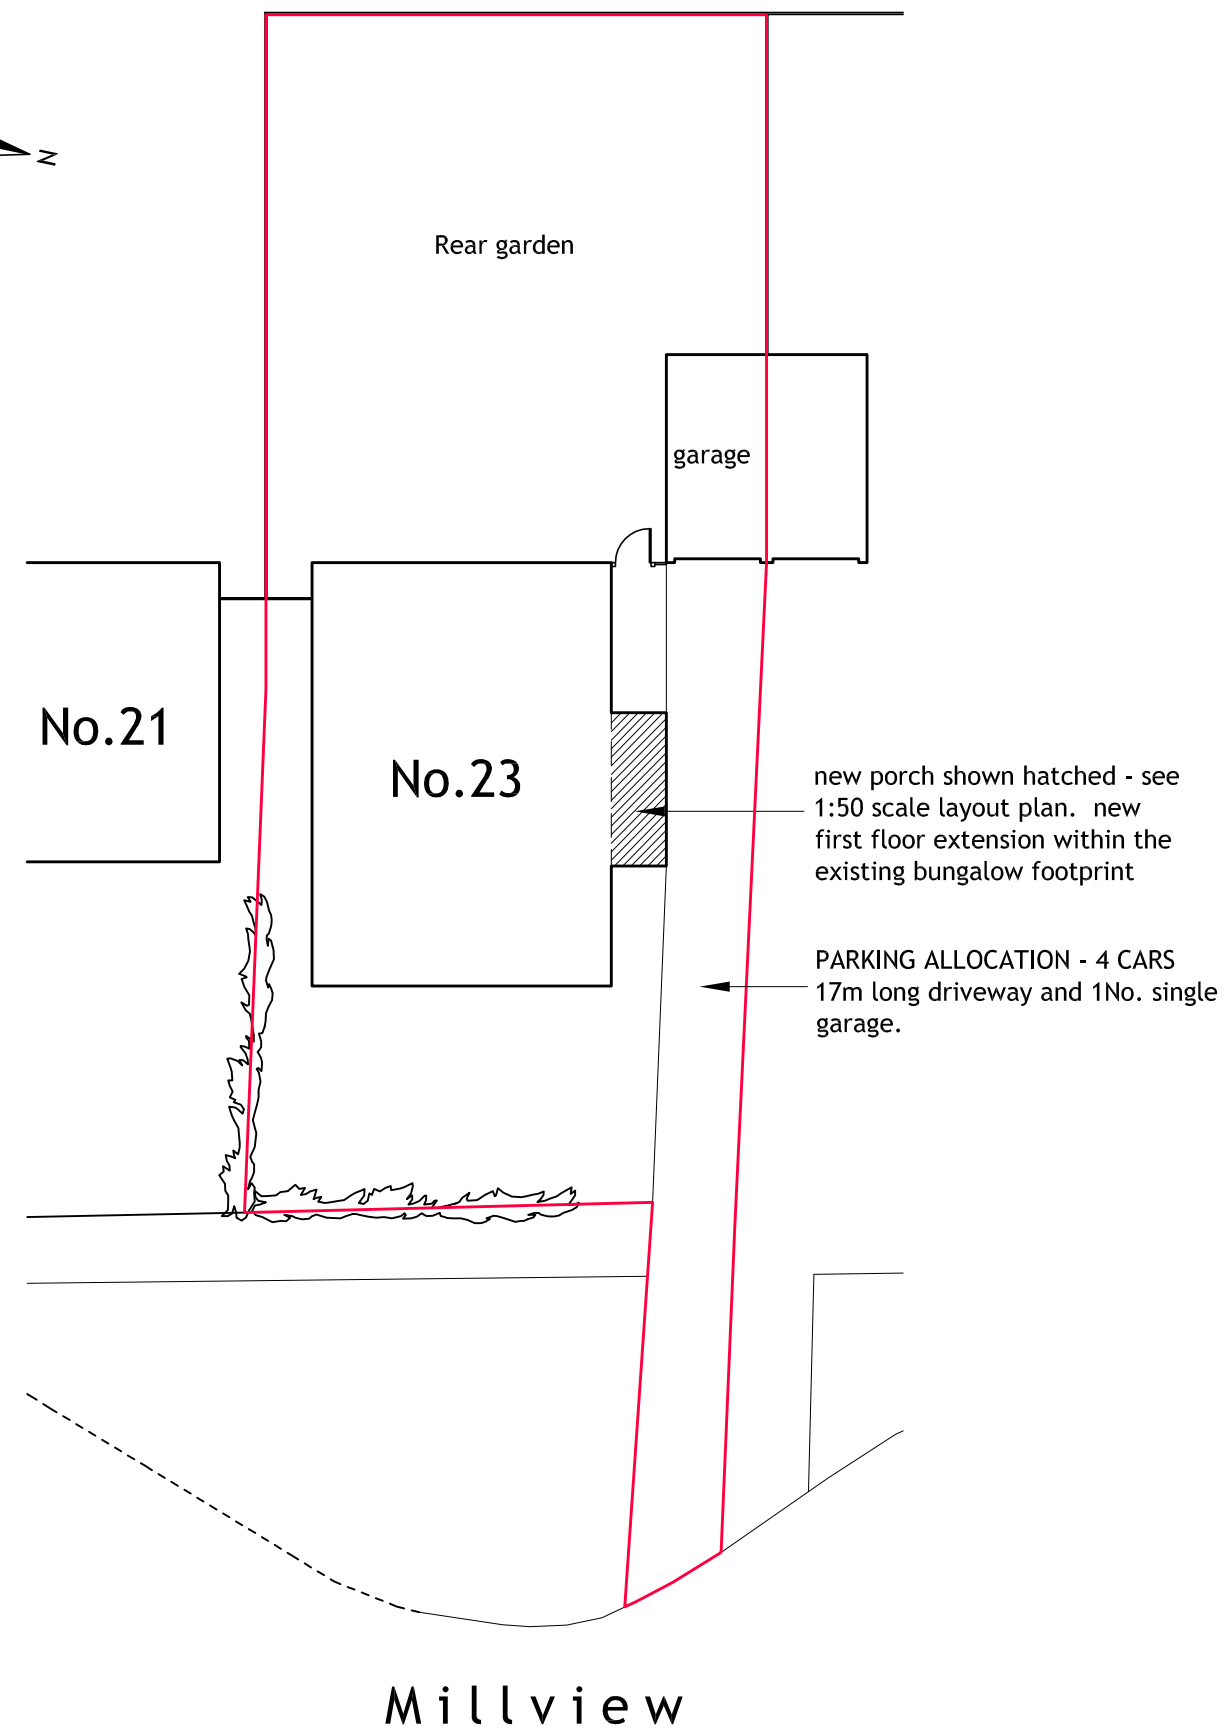 N
Rear garden
garage
No.21
No.23
new porch shown hatched - see
1:50 scale layout plan.  new
first floor extension within the
existing bungalow footprint
PARKING ALLOCATION - 4 CARS
17m long driveway and 1No. single
garage.
Millview